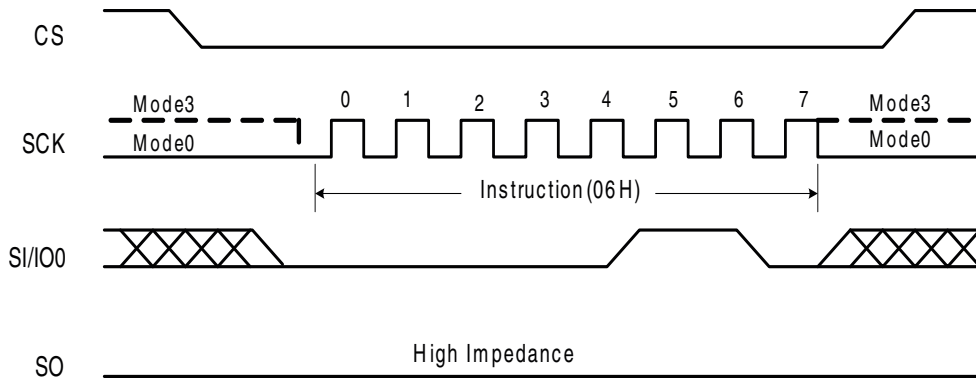 CS
Mode3
0 1 2 3 4 5 6 7
Mode3
SCK
Mode0
Mode0
Instruction(06H)
SI/IO0
High Impedance
SO